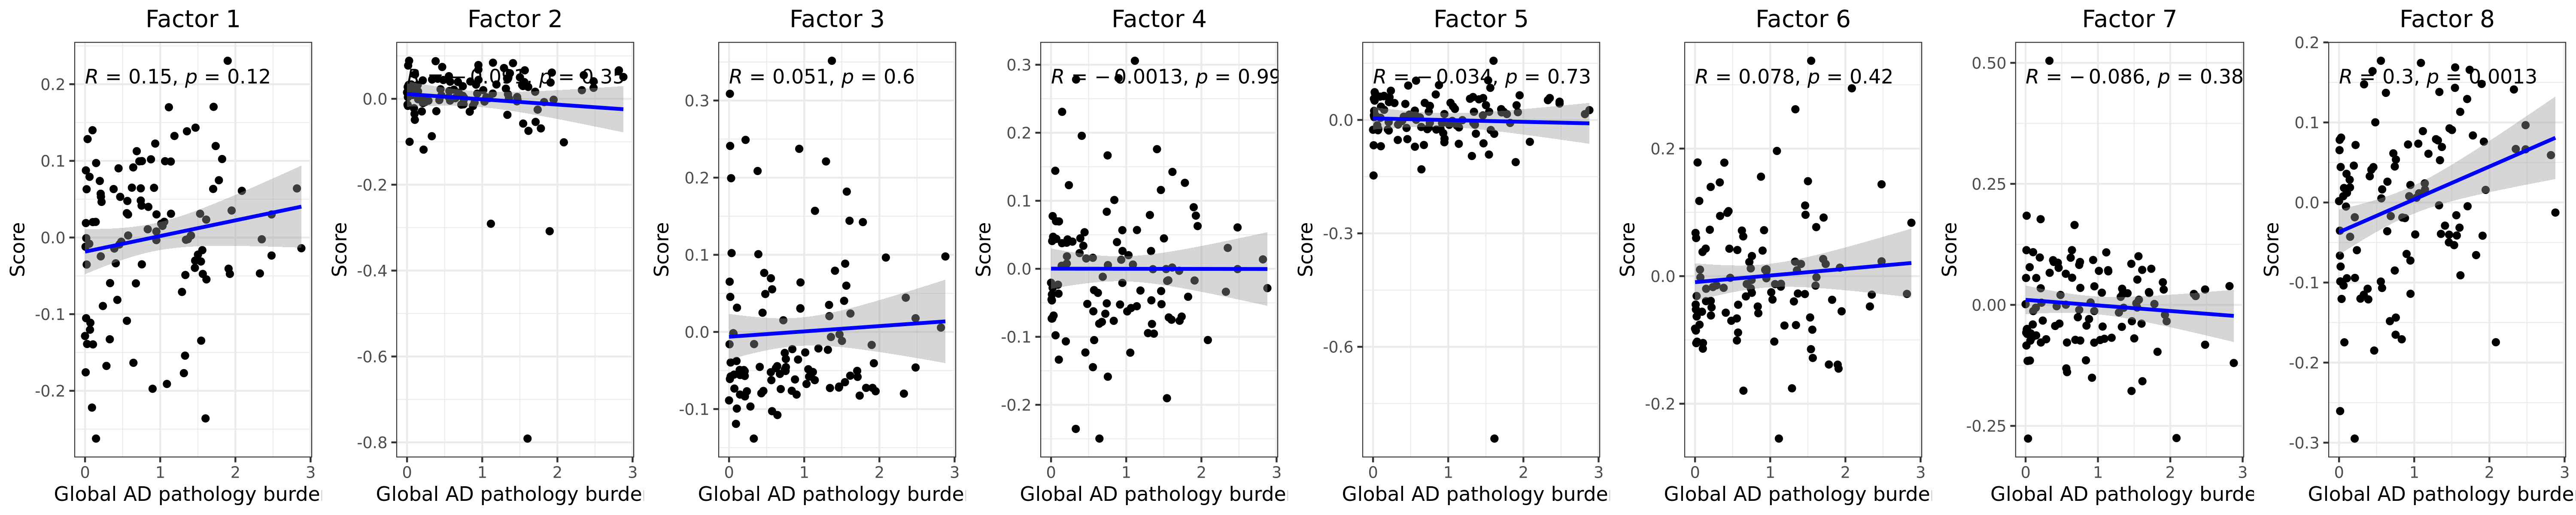 Factor 1
Factor 2
Factor 3
Factor 4
Factor 5
Factor 6
Factor 7
Factor 8
R = 0.15, p = 0.12
p = 0.35
R = 0.051, p = 0.6
R = −0.0013, p = 0.99
R = −0.034, p = 0.73
R = 0.078, p = 0.42
R = −0.086, p = 0.38
R = 0.3, p = 0.0013
Score
0.2
0.1
0.0
-0.1
-0.2
0 1 2 3
Global AD pathology burde
Score
0.0
-0.2
-0.4
-0.6
-0.8
0 1 2 3
Global AD pathology burde
Score
0.3
0.2
0.1
0.0
-0.1
0 1 2 3
Global AD pathology burde
Score
0.3
0.2
0.1
0.0
-0.1
-0.2
0 1 2 3
Global AD pathology burde
Score
0.0
-0.3
-0.6
0 1 2 3
Global AD pathology burde
Score
0.2
0.0
-0.2
0 1 2 3
Global AD pathology burde
Score
0.50
0.25
0.00
-0.25
0 1 2 3
Global AD pathology burde
Score
0.2
0.1
0.0
-0.1
-0.2
-0.3
0 1 2 3
Global AD pathology burde